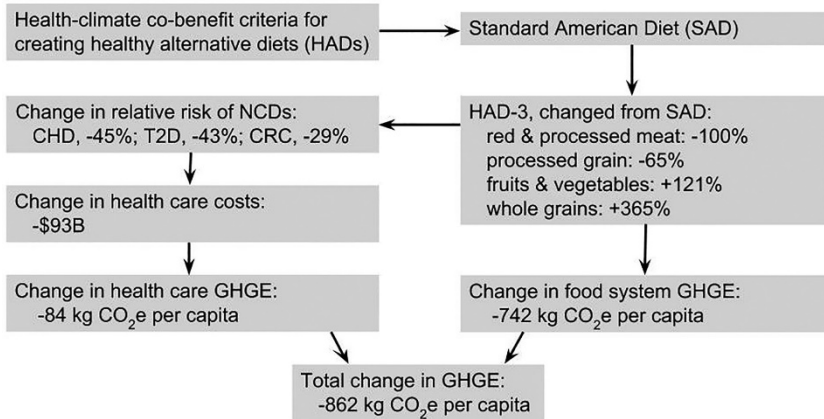 Health-climate co-benefit criteria for
creating healthy alternative diets (HADs)
Standard American Diet (SAD)
Change in relative risk of NCDs:
CHD, -45%; T2D, -43%; CRC, -29%
HAD-3, changed from SAD:
red & processed meat: -100%
processed grain: -65%
fruits & vegetables: +121%
whole grains: +365%
Change in health care costs:
-$93B
Change in health care GHGE:
-84 kg CO₂e per capita
Change in food system GHGE:
-742 kg CO₂e per capita
Total change in GHGE:
-862 kg CO₂e per capita